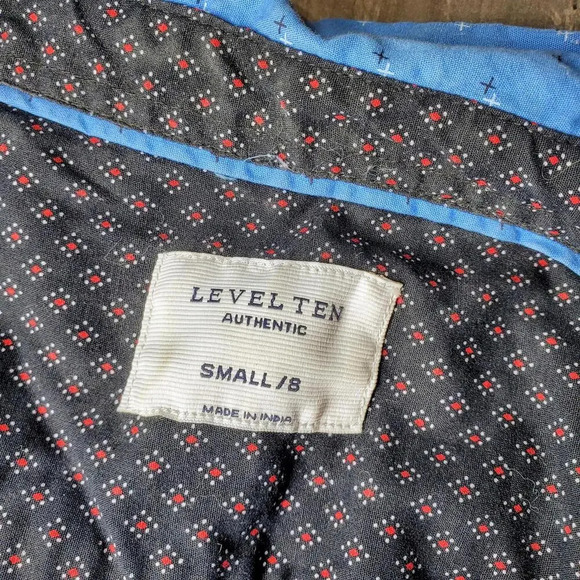 LEVEL TEN
AUTHENTIC
SMALL/8
MADE IN INDIA